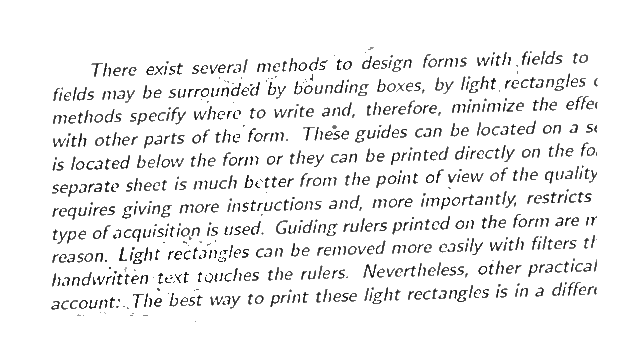 There exist several methods to design forms with fields to
fields may be surrounded by bounding boxes, by light rectangles
methods specify where to write and, therefore, minimize the
with other parts of the form. These guides can be located on a
is located below the form or they can be printed directly on the
separate sheet is much better from the point of view of the quality
requires giving more instructions and, more importantly, restricts
type of acquisition is used. Guiding rulers printed on the form are
reason. Light rectangles can be removed more easily with filters
handwritten text touches the rulers. Nevertheless, other practical
account: The best way to print these light rectangles is in a